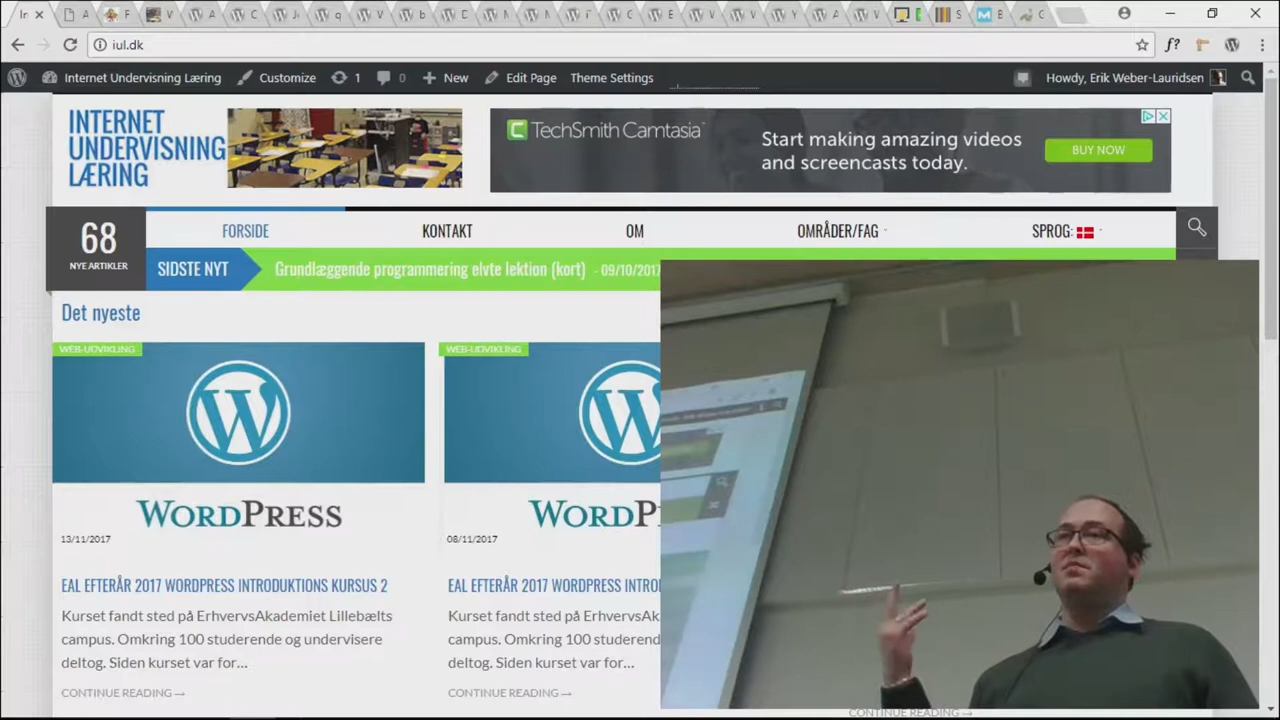 iul.dk
Internet Undervisning Læring Customize 1 0 New Edit Page Theme Settings Howdy, Erik Weber-Lauridsen
INTERNET
UNDERVISNING
LÆRING
TechSmith Camtasia
Start making amazing videos
and screencasts today.
BUY NOW
68
NYE ARTIKLER
FORSIDE KONTAKT OM OMRÅDER/FAG SPROG:
SIDSTE NYT Grundlæggende programmering elvte lektion (kort) - 09/10/2017
Det nyeste
WEB-UDVIKLING
WORDPRESS
13/11/2017
EAL EFTERÅR 2017 WORDPRESS INTRODUKTIONS KURSUS 2
Kurset fandt sted på ErhvervsAkademiet Lillebælts
campus. Omkring 100 studerende og undervisere
deltog. Siden kurset var for...
CONTINUE READING →
WEB-UDVIKLING
WORDP
08/11/2017
EAL EFTERÅR 2017 WORDPRESS INTRO
Kurset fandt sted på Erhvervs
campus. Omkring 100 studer
deltog. Siden kurset var for...
CONTINUE READING →
CONTINUE READING →